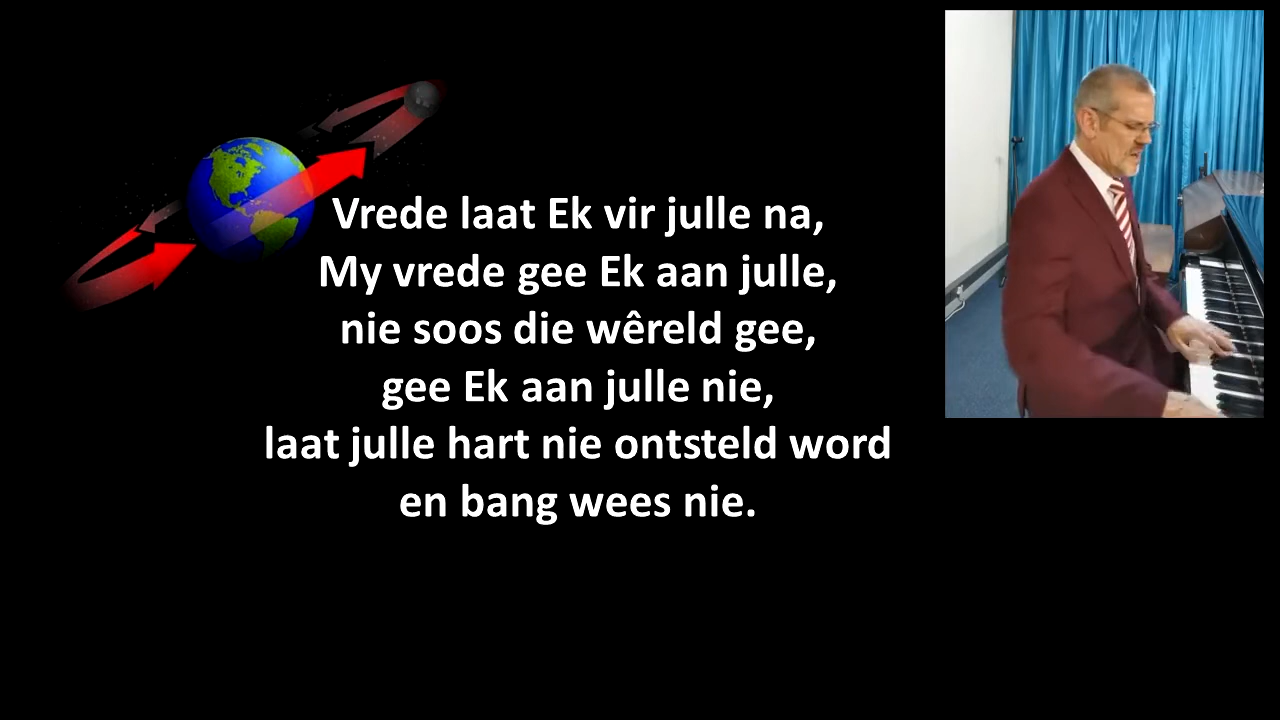 Vrede laat Ek vir julle na,
My vrede gee Ek aan julle,
nie soos die wêreld gee,
gee Ek aan julle nie,
laat julle hart nie ontsteld word
en bang wees nie.